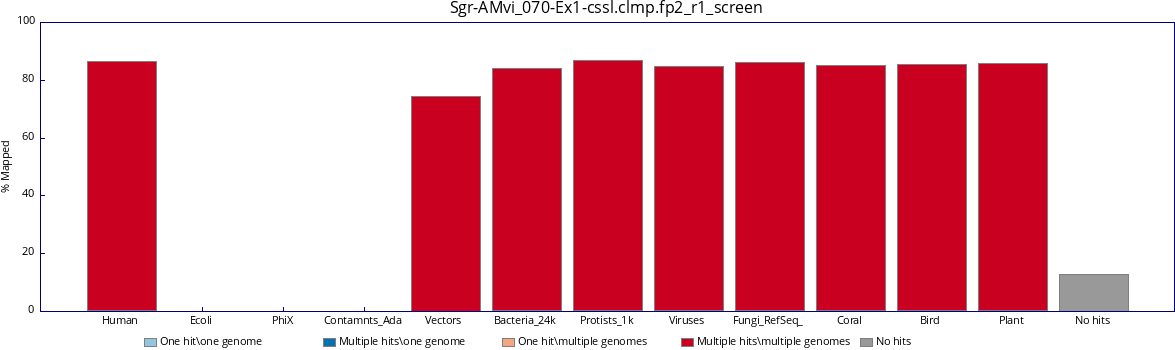 Sgr-AMvi_070-Ex1-cssl.clmp.fp2_r1_screen
100
80
60
40
20
0
% Mapped
Human Ecoli PhiX Contamnts_Ada Vectors Bacteria_24k Protists_1k Viruses Fungi_RefSeq_ Coral Bird Plant No hits
One hit\one genome Multiple hits\one genome One hit\multiple genomes Multiple hits\multiple genomes No hits